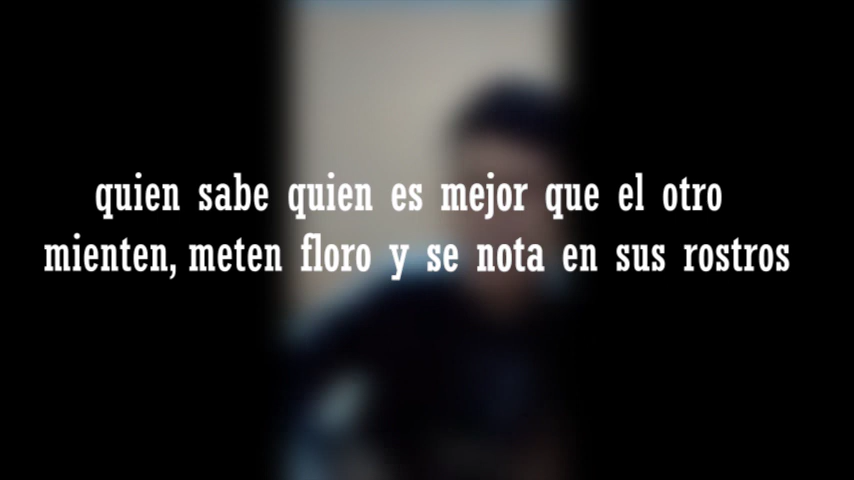 quien sabe quien es mejor que el otro
mienten, meten floro y se nota en sus rostros